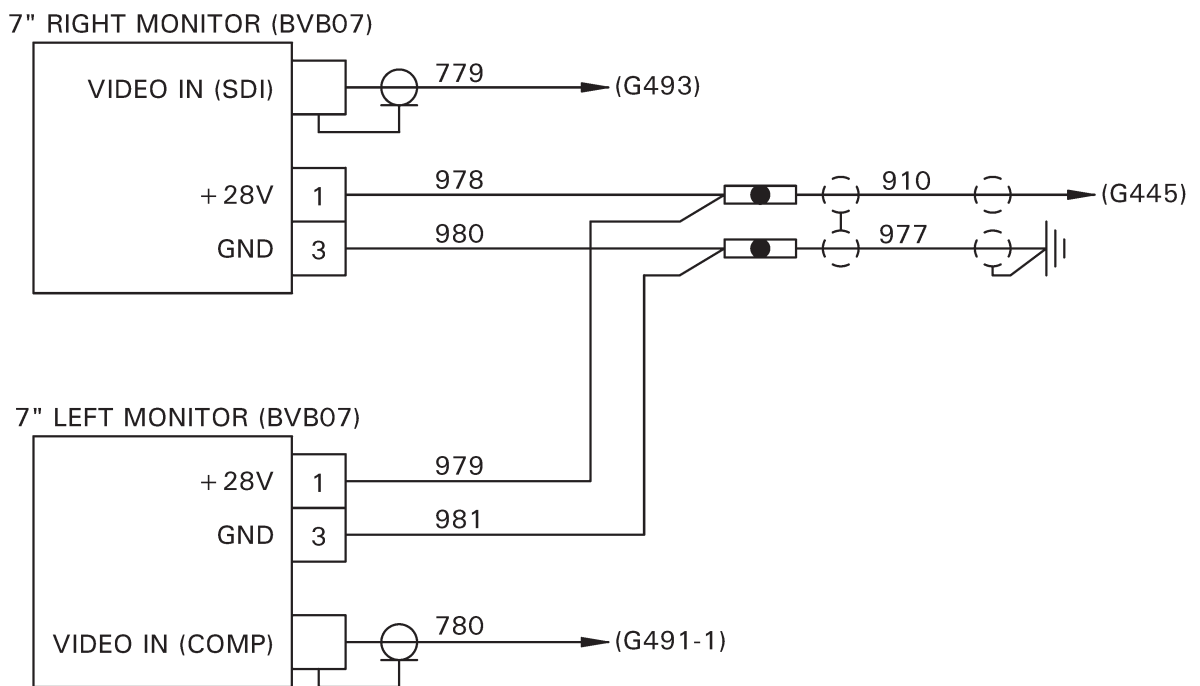 7" RIGHT MONITOR (BVB07)
VIDEO IN (SDI)
779
(G493)
+28V
1
978
910
(G445)
GND
3
980
977
7" LEFT MONITOR (BVB07)
+28V
1
979
GND
3
981
VIDEO IN (COMP)
780
(G491-1)